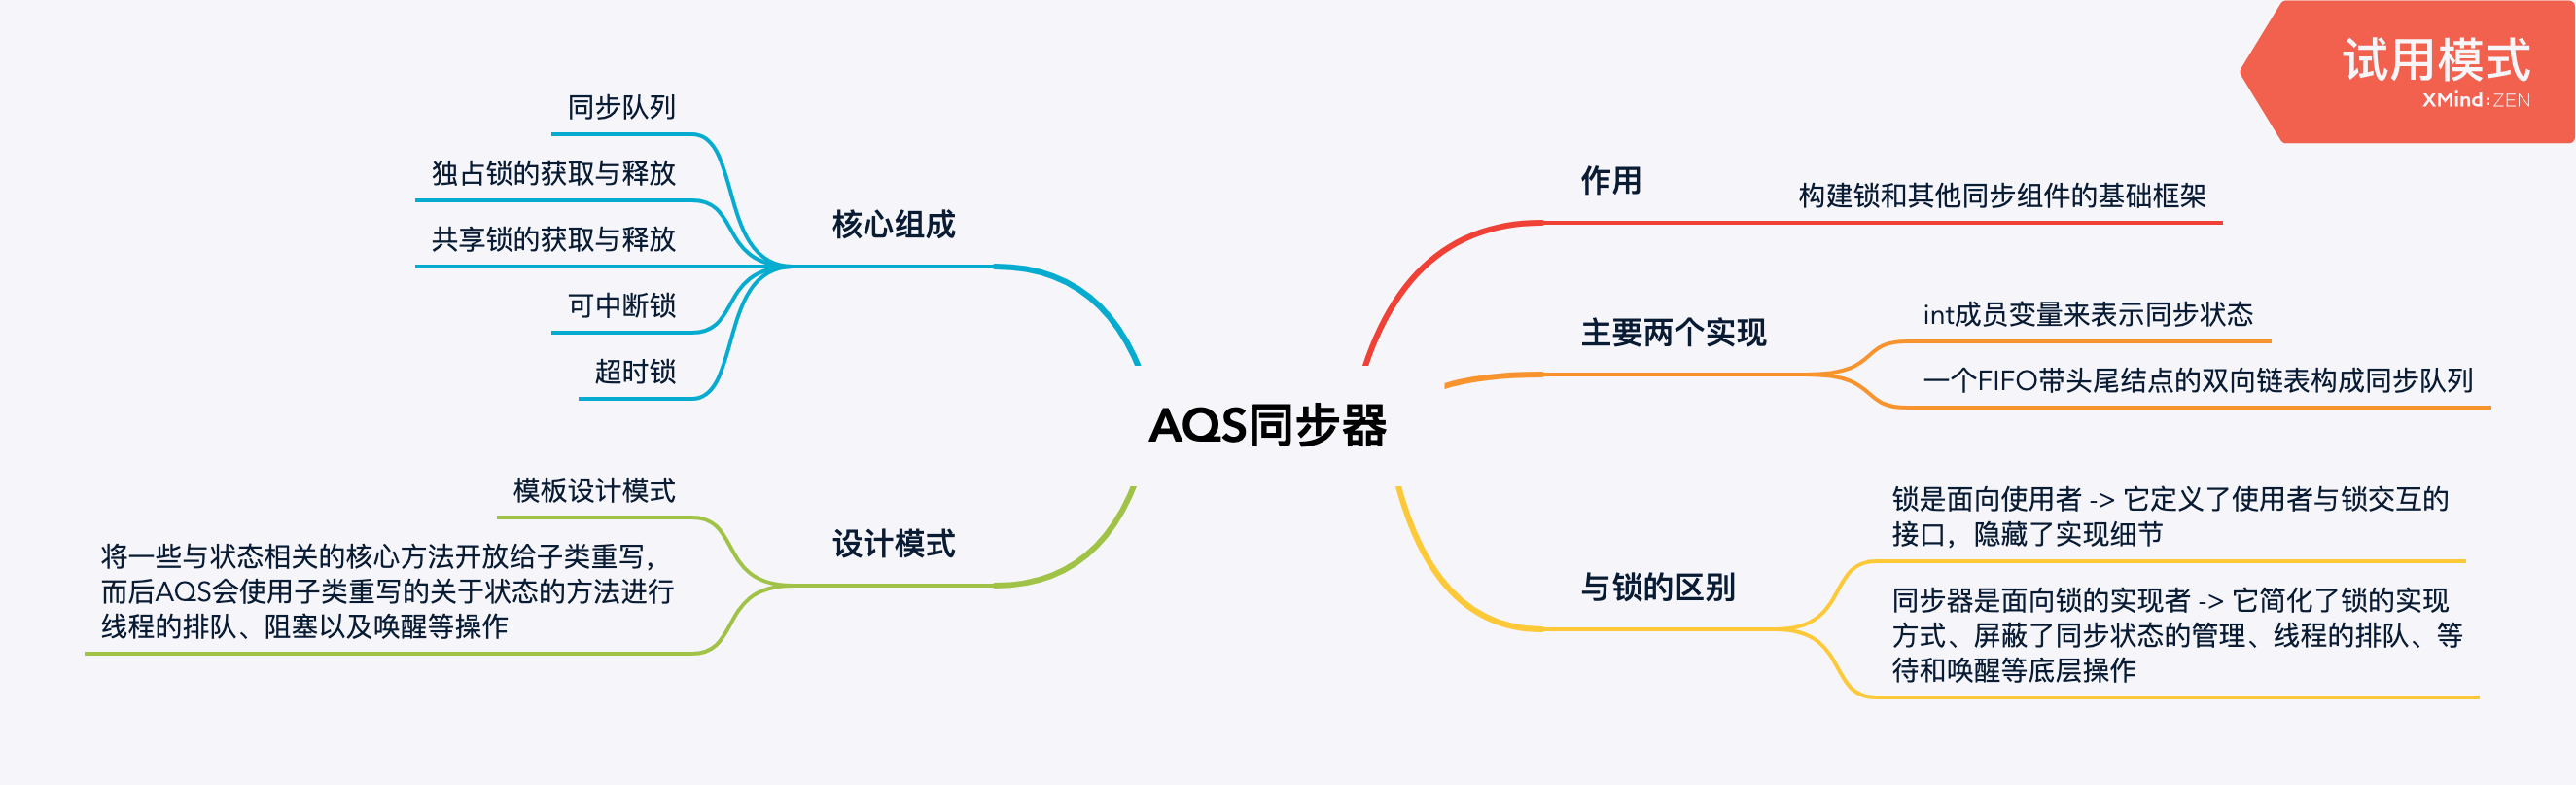 试用模式
XMind:ZEN
AQS同步器
作用
构建锁和其他同步组件的基础框架
主要两个实现
int成员变量来表示同步状态
一个FIFO带头尾结点的双向链表构成同步队列
与锁的区别
锁是面向使用者 -> 它定义了使用者与锁交互的
接口，隐藏了实现细节
同步器是面向锁的实现者 -> 它简化了锁的实现
方式、屏蔽了同步状态的管理、线程的排队、等
待和唤醒等底层操作
核心组成
同步队列
独占锁的获取与释放
共享锁的获取与释放
可中断锁
超时锁
设计模式
模板设计模式
将一些与状态相关的核心方法开放给子类重写，
而后AQS会使用子类重写的关于状态的方法进行
线程的排队、阻塞以及唤醒等操作